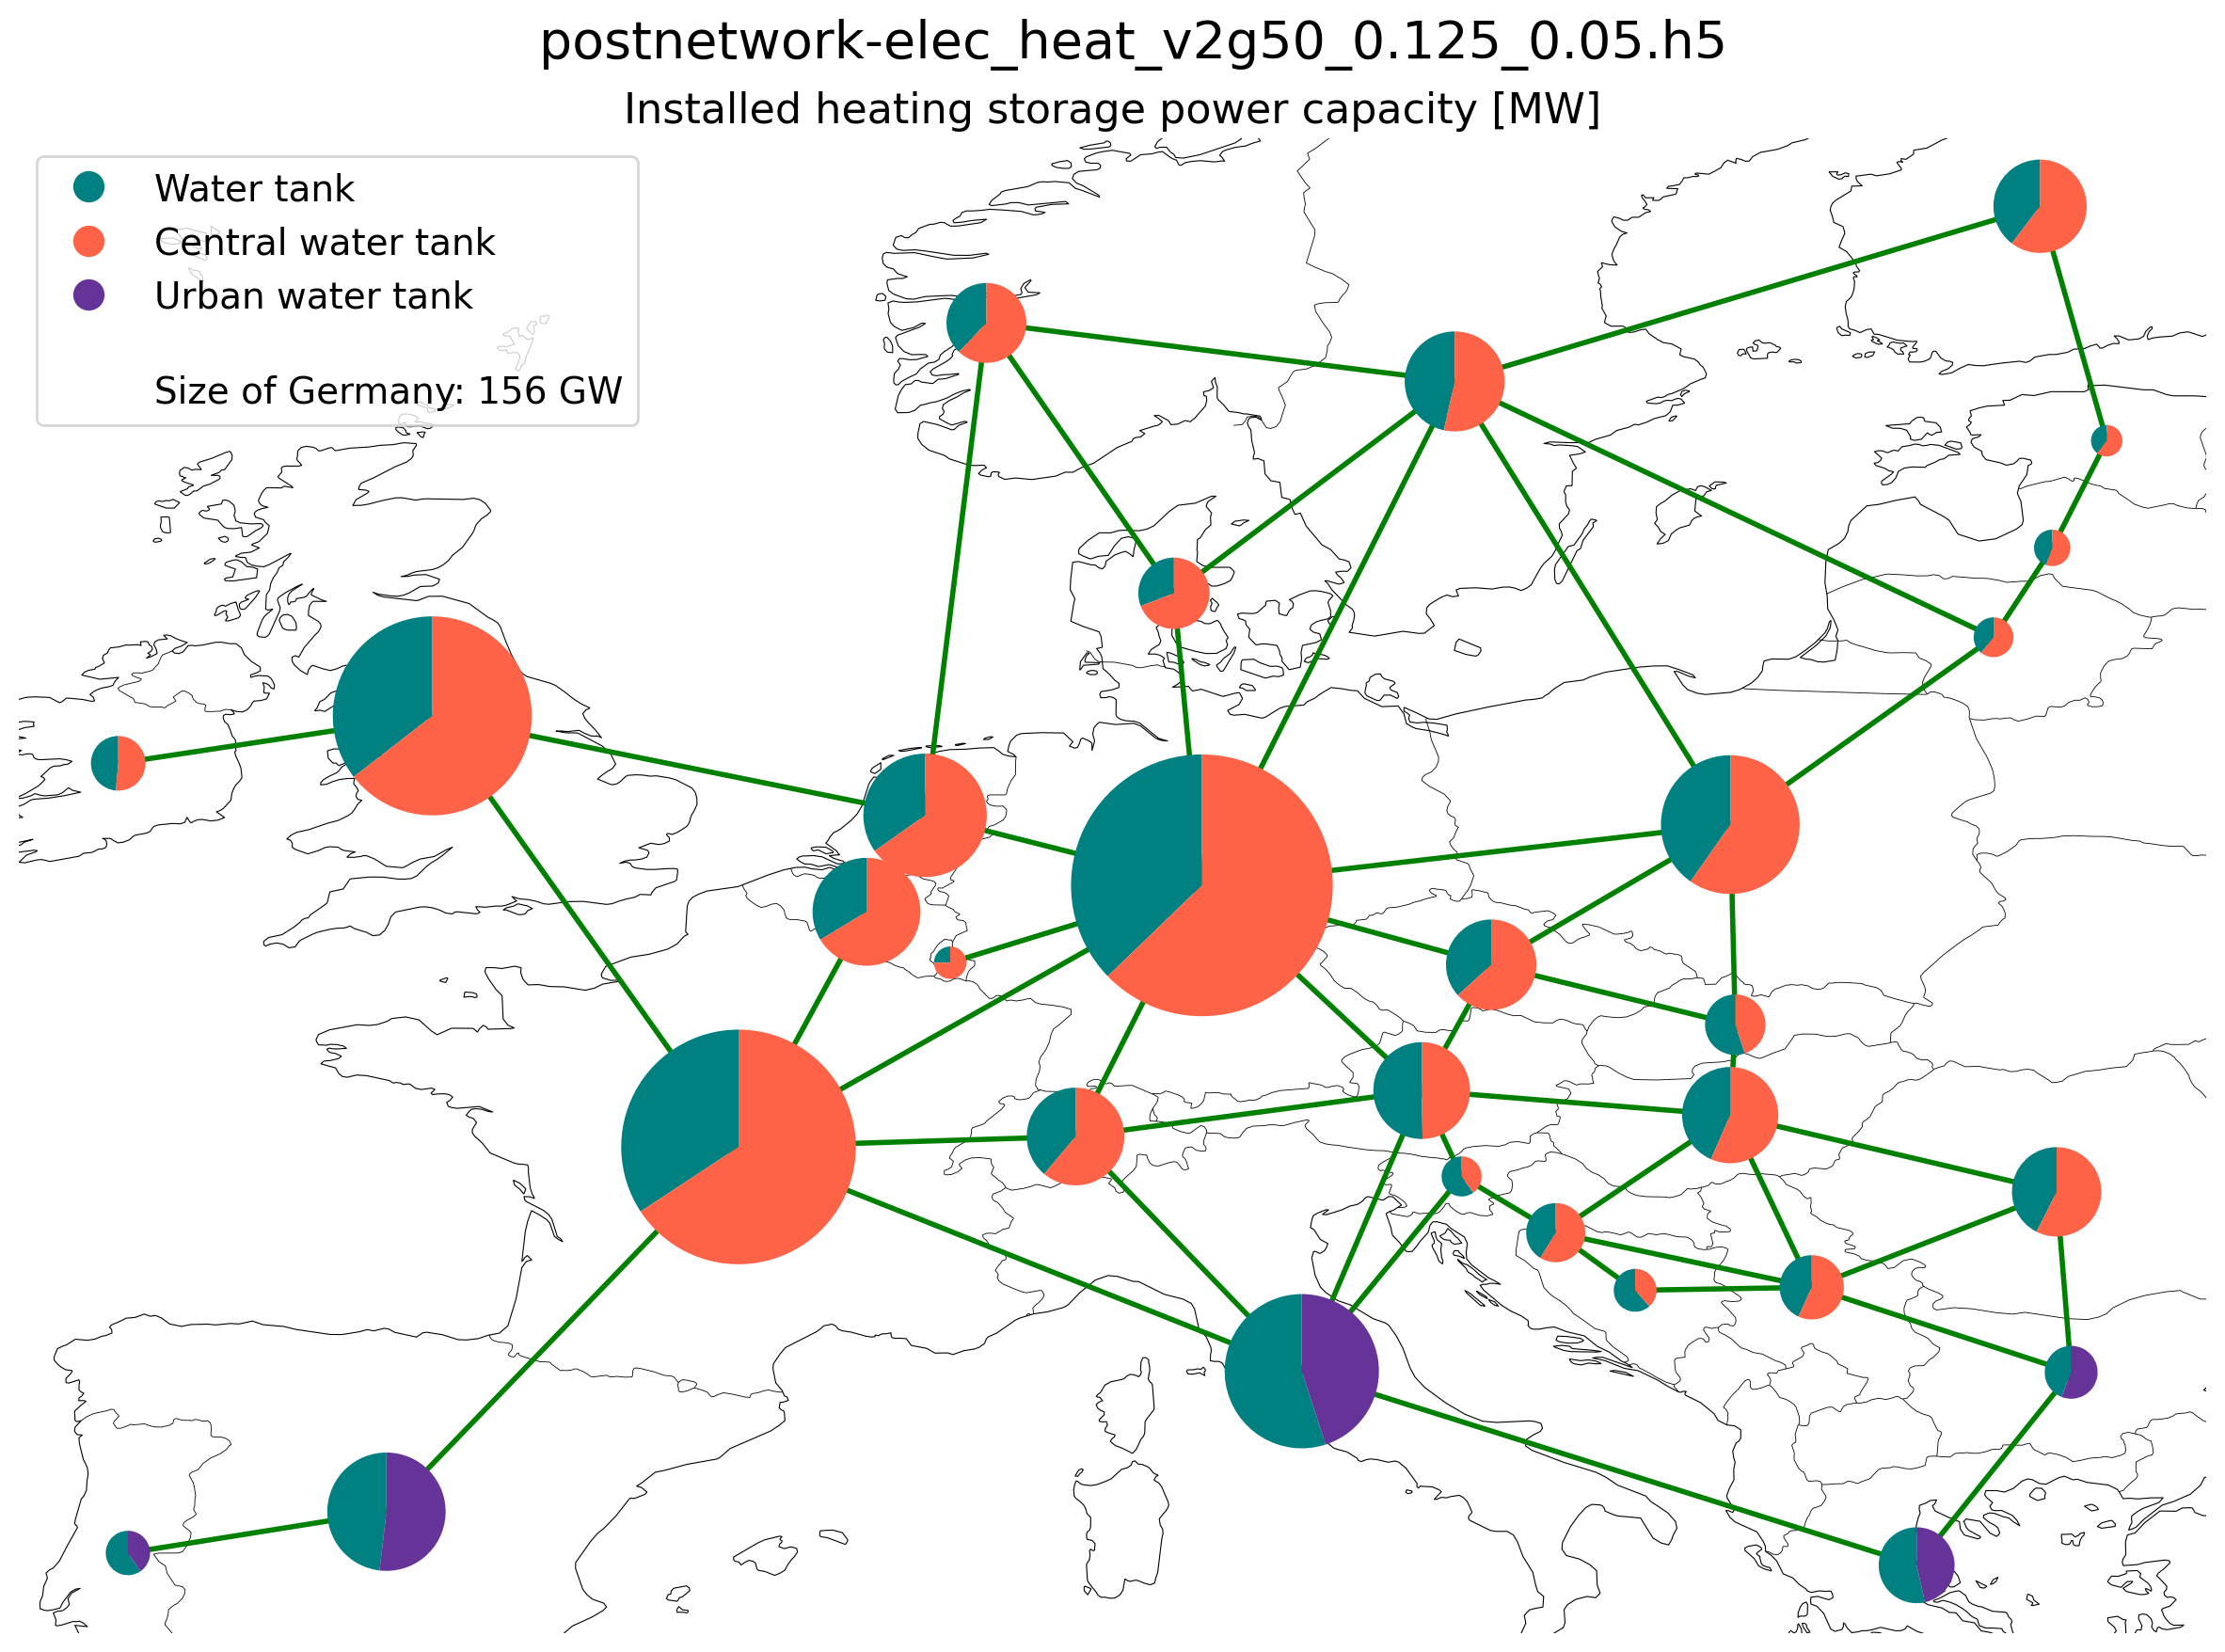 postnetwork-elec_heat_v2g50_0.125_0.05.h5
Installed heating storage power capacity [MW]
Water tank
Central water tank
Urban water tank
Size of Germany: 156 GW